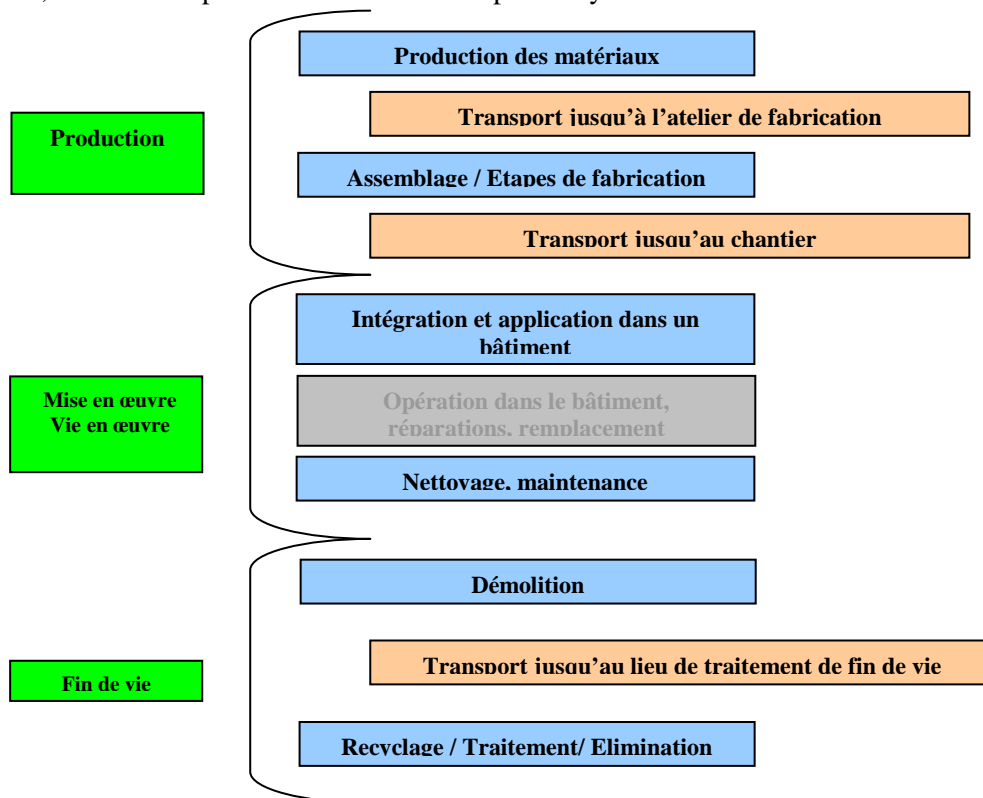 Production des matériaux
Transport jusqu'à l'atelier de fabrication
Production
Assemblage / Etapes de fabrication
Transport jusqu'au chantier
Intégration et application dans un
bâtiment
Mise en œuvre
Vie en œuvre
Opération dans le bâtiment,
réparations, remplacement
Nettoyage, maintenance
Démolition
Transport jusqu'au lieu de traitement de fin de vie
Fin de vie
Recyclage / Traitement/ Elimination